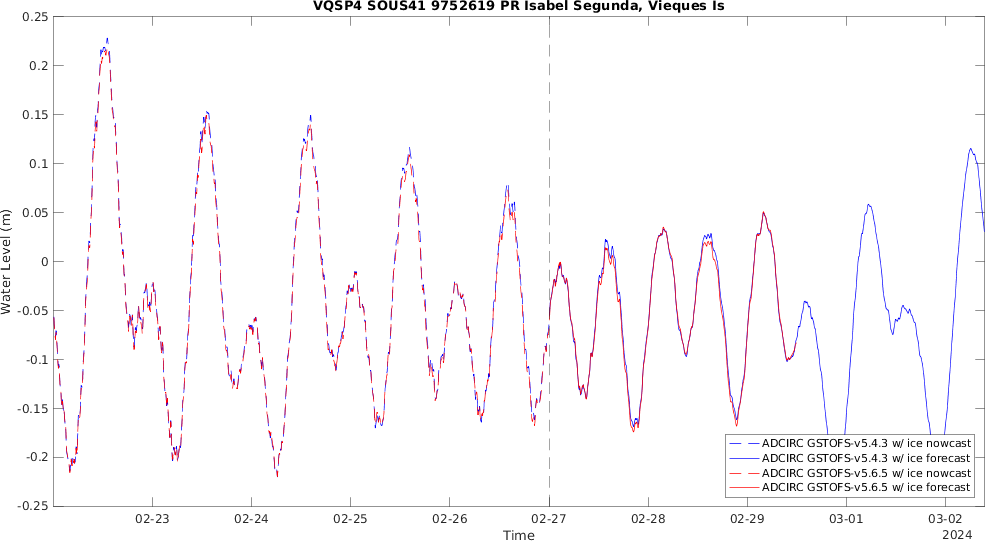 VQSP4 SOUS41 9752619 PR Isabel Segunda, Vieques Is
0.25
0.2
0.15
0.1
0.05
0
-0.05
-0.1
-0.15
-0.2
-0.25
Water Level (m)
ADCIRC GSTOFS-v5.4.3 w/ ice nowcast
ADCIRC GSTOFS-v5.4.3 w/ ice forecast
ADCIRC GSTOFS-v5.6.5 w/ ice nowcast
ADCIRC GSTOFS-v5.6.5 w/ ice forecast
02-23 02-24 02-25 02-26 02-27 02-28 02-29 03-01 03-02
Time 2024